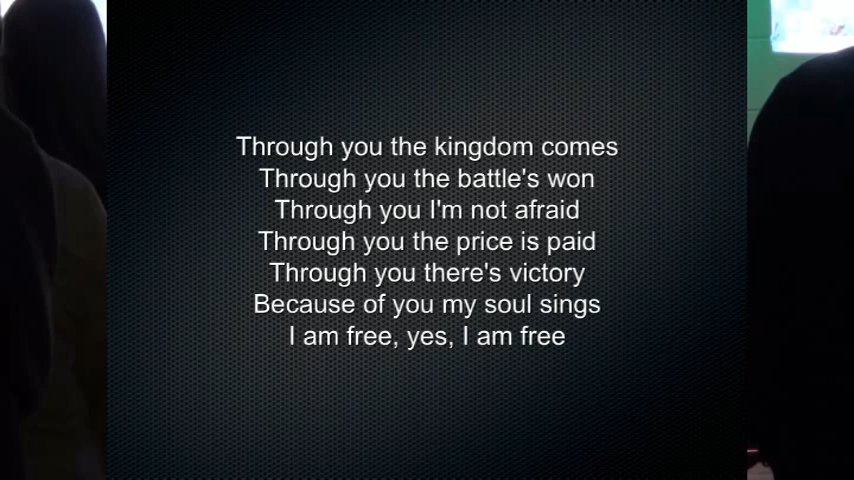 Through you the kingdom comes
Through you the battle's won
Through you I'm not afraid
Through you the price is paid
Through you there's victory
Because of you my soul sings
I am free, yes, I am free